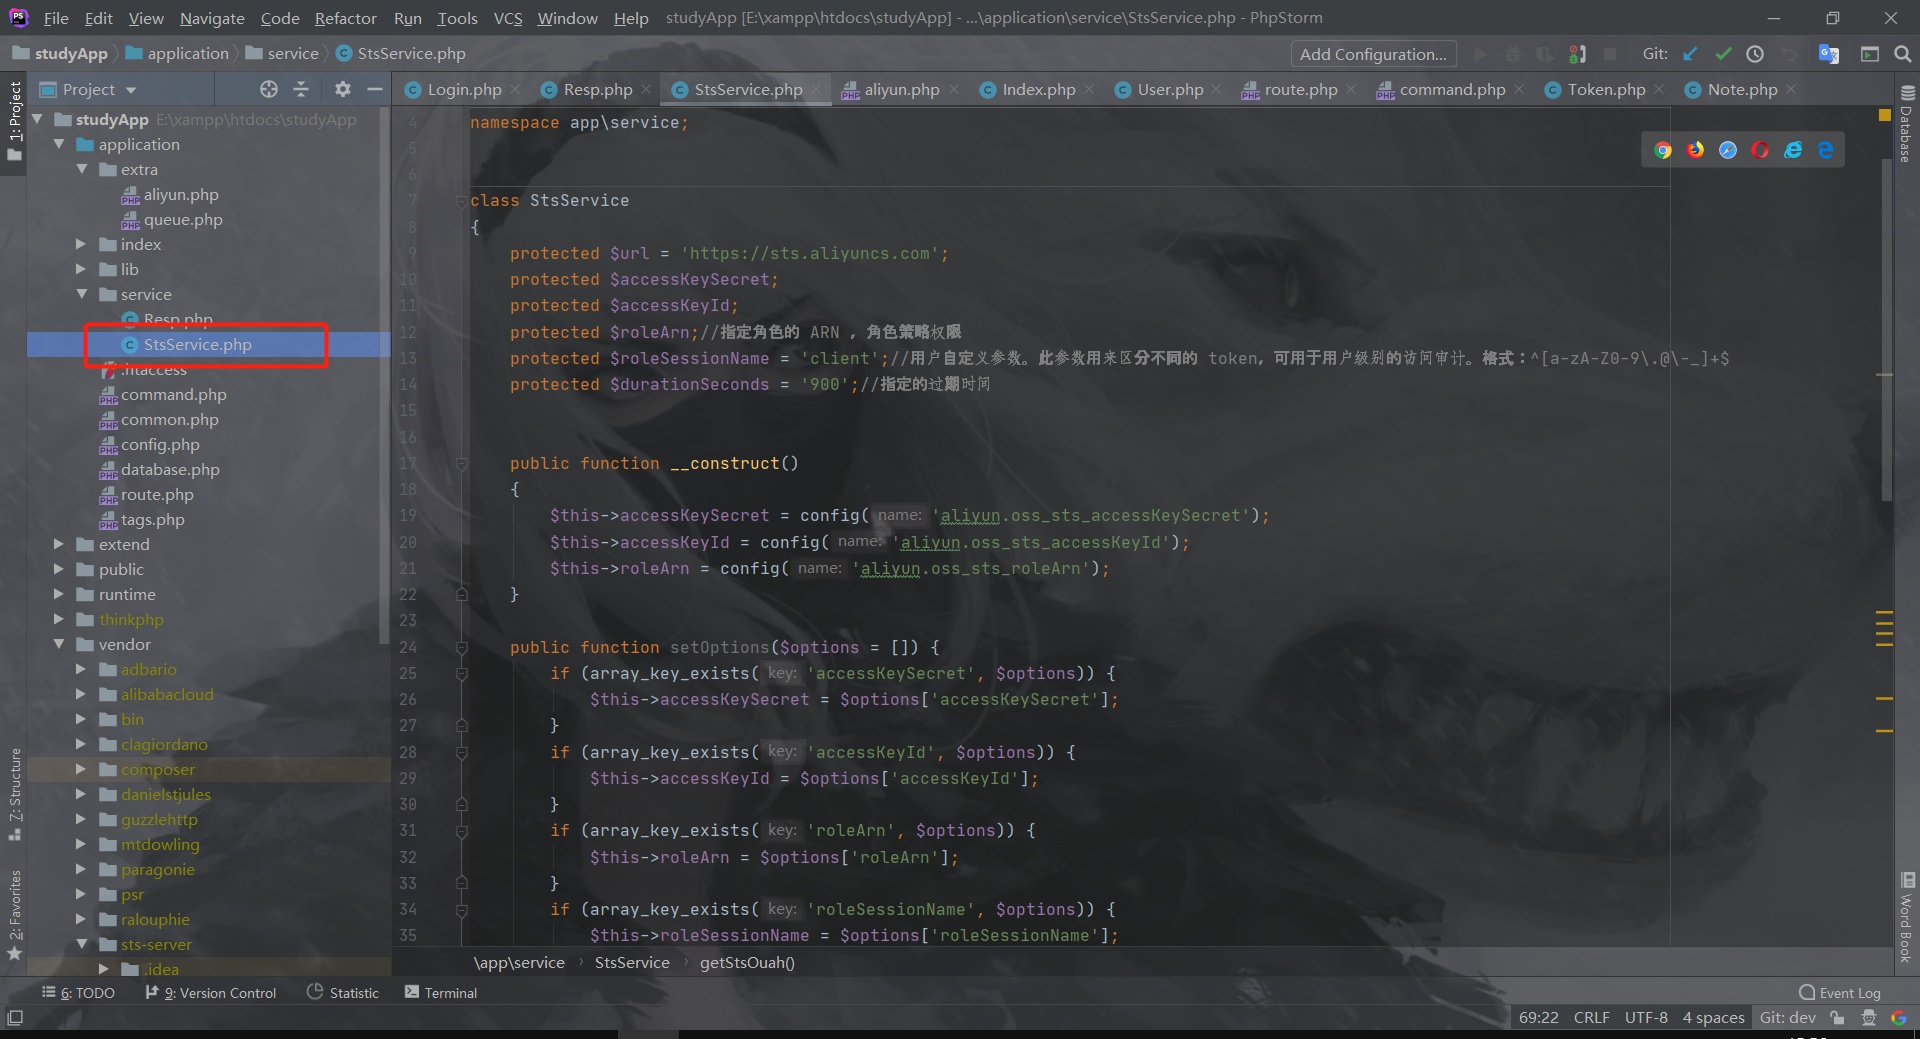 File Edit View Navigate Code Refactor Run Tools VCS Window Help studyApp [E:\xampp\htdocs\studyApp] - ...\application\service\StsService.php - PhpStorm
studyApp application service StsService.php Add Configuration... Git:
Project
Login.php Resp.php StsService.php aliyun.php Index.php User.php route.php command.php Token.php Note.php
1: Project
7: Structure
2: Favorites
studyApp E:\xampp\htdocs\studyApp
application
extra
aliyun.php
queue.php
index
lib
service
Resp.php
StsService.php
.htaccess
command.php
common.php
config.php
database.php
route.php
tags.php
extend
public
runtime
thinkphp
vendor
adbario
alibabacloud
bin
clagiordano
composer
danielstjules
guzzlehttp
mtdowling
paragonie
psr
ralouphie
sts-server
.idea
4 namespace app\service;
5
6
7 class StsService
8 {
9 protected $url = 'https://sts.aliyuncs.com';
10 protected $accessKeySecret;
11 protected $accessKeyId;
12 protected $roleArn;//指定角色的 ARN ，角色策略权限
13 protected $roleSessionName = 'client';//用户自定义参数。此参数用来区分不同的 token，可用于用户级别的访问审计。格式：^[a-zA-Z0-9\.@\-_]+$
14 protected $durationSeconds = '900';//指定的过期时间
15
16
17 public function __construct()
18 {
19 $this->accessKeySecret = config( name: 'aliyun.oss_sts_accessKeySecret');
20 $this->accessKeyId = config( name: 'aliyun.oss_sts_accessKeyId');
21 $this->roleArn = config( name: 'aliyun.oss_sts_roleArn');
22 }
23
24 public function setOptions($options = []) {
25 if (array_key_exists( key: 'accessKeySecret', $options)) {
26 $this->accessKeySecret = $options['accessKeySecret'];
27 }
28 if (array_key_exists( key: 'accessKeyId', $options)) {
29 $this->accessKeyId = $options['accessKeyId'];
30 }
31 if (array_key_exists( key: 'roleArn', $options)) {
32 $this->roleArn = $options['roleArn'];
33 }
34 if (array_key_exists( key: 'roleSessionName', $options)) {
35 $this->roleSessionName = $options['roleSessionName'];
\app\service StsService getStsOuah()
Database
Word Book
6: TODO 9: Version Control Statistic Terminal Event Log
69:22 CRLF UTF-8 4 spaces Git: dev